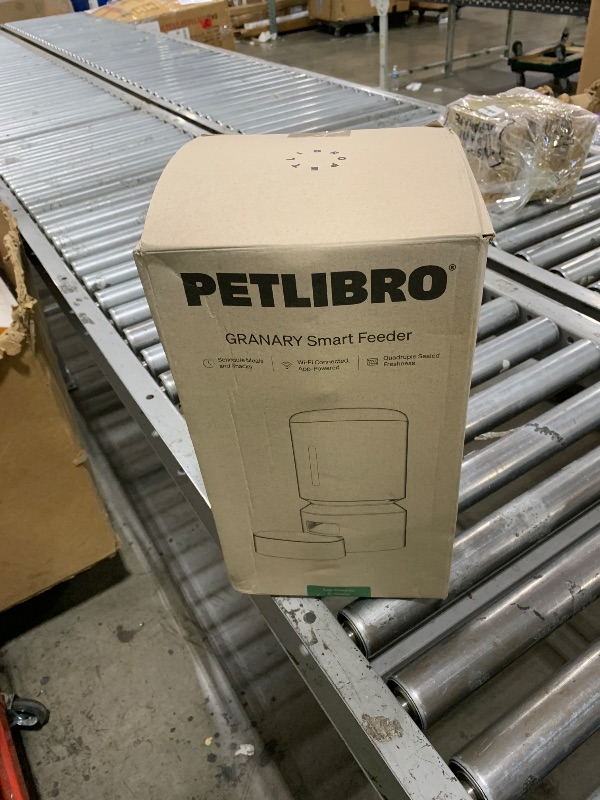 PETLIBRO®
GRANARY Smart Feeder
Schedule Meals and Snacks
Wi-Fi Connected, App-Powered
Quadruple Sealed Freshness